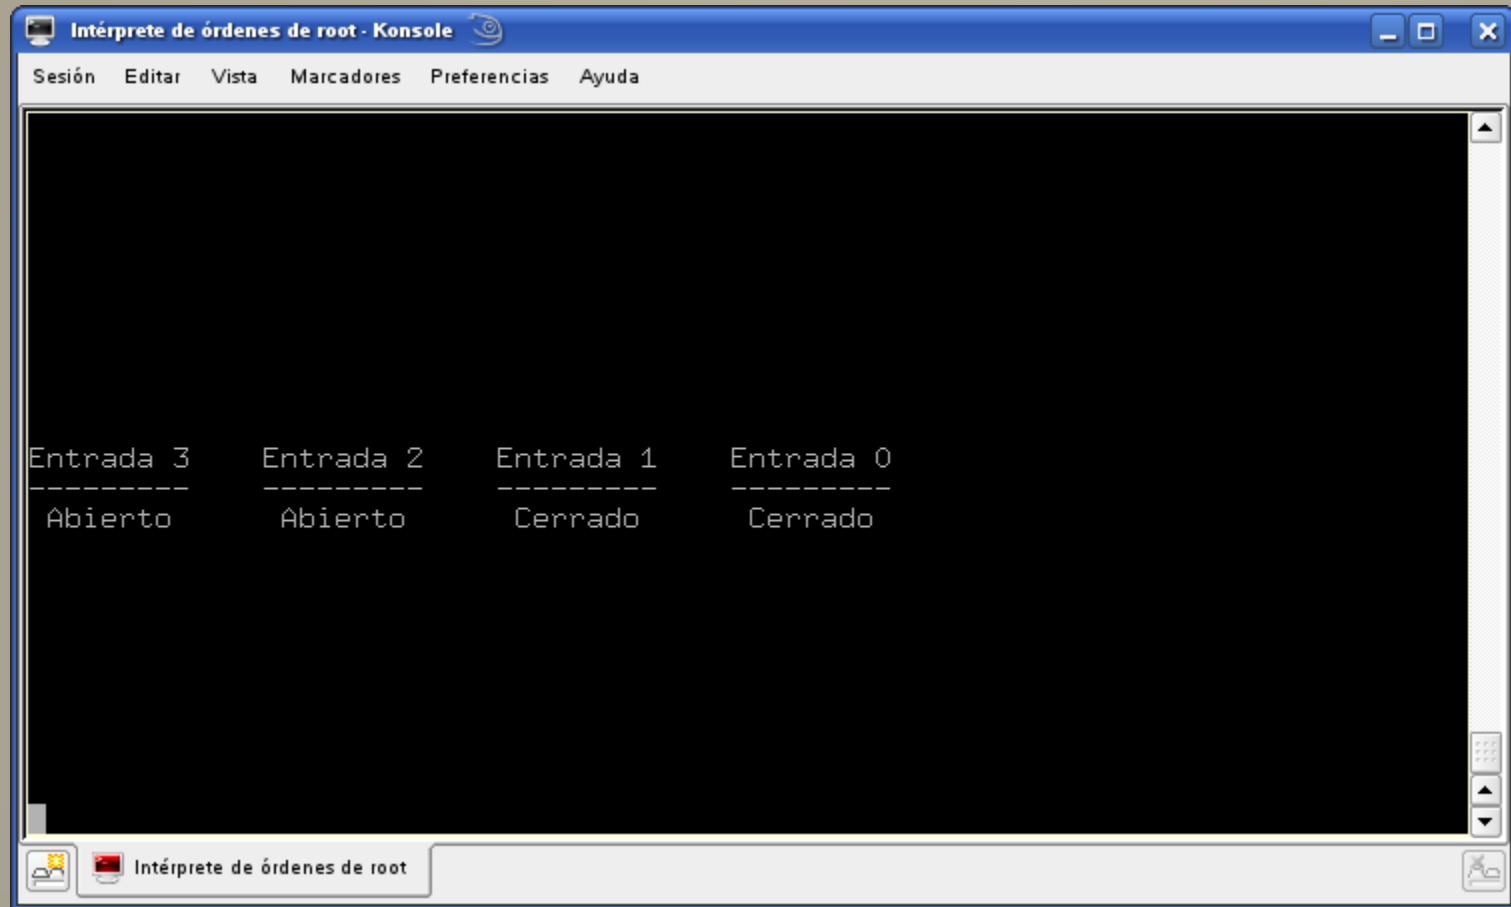 Intérprete de órdenes de root - Konsole
Sesión Editar Vista Marcadores Preferencias Ayuda
Entrada 3 Entrada 2 Entrada 1 Entrada 0
--------- --------- --------- ---------
Abierto Abierto Cerrado Cerrado
Intérprete de órdenes de root